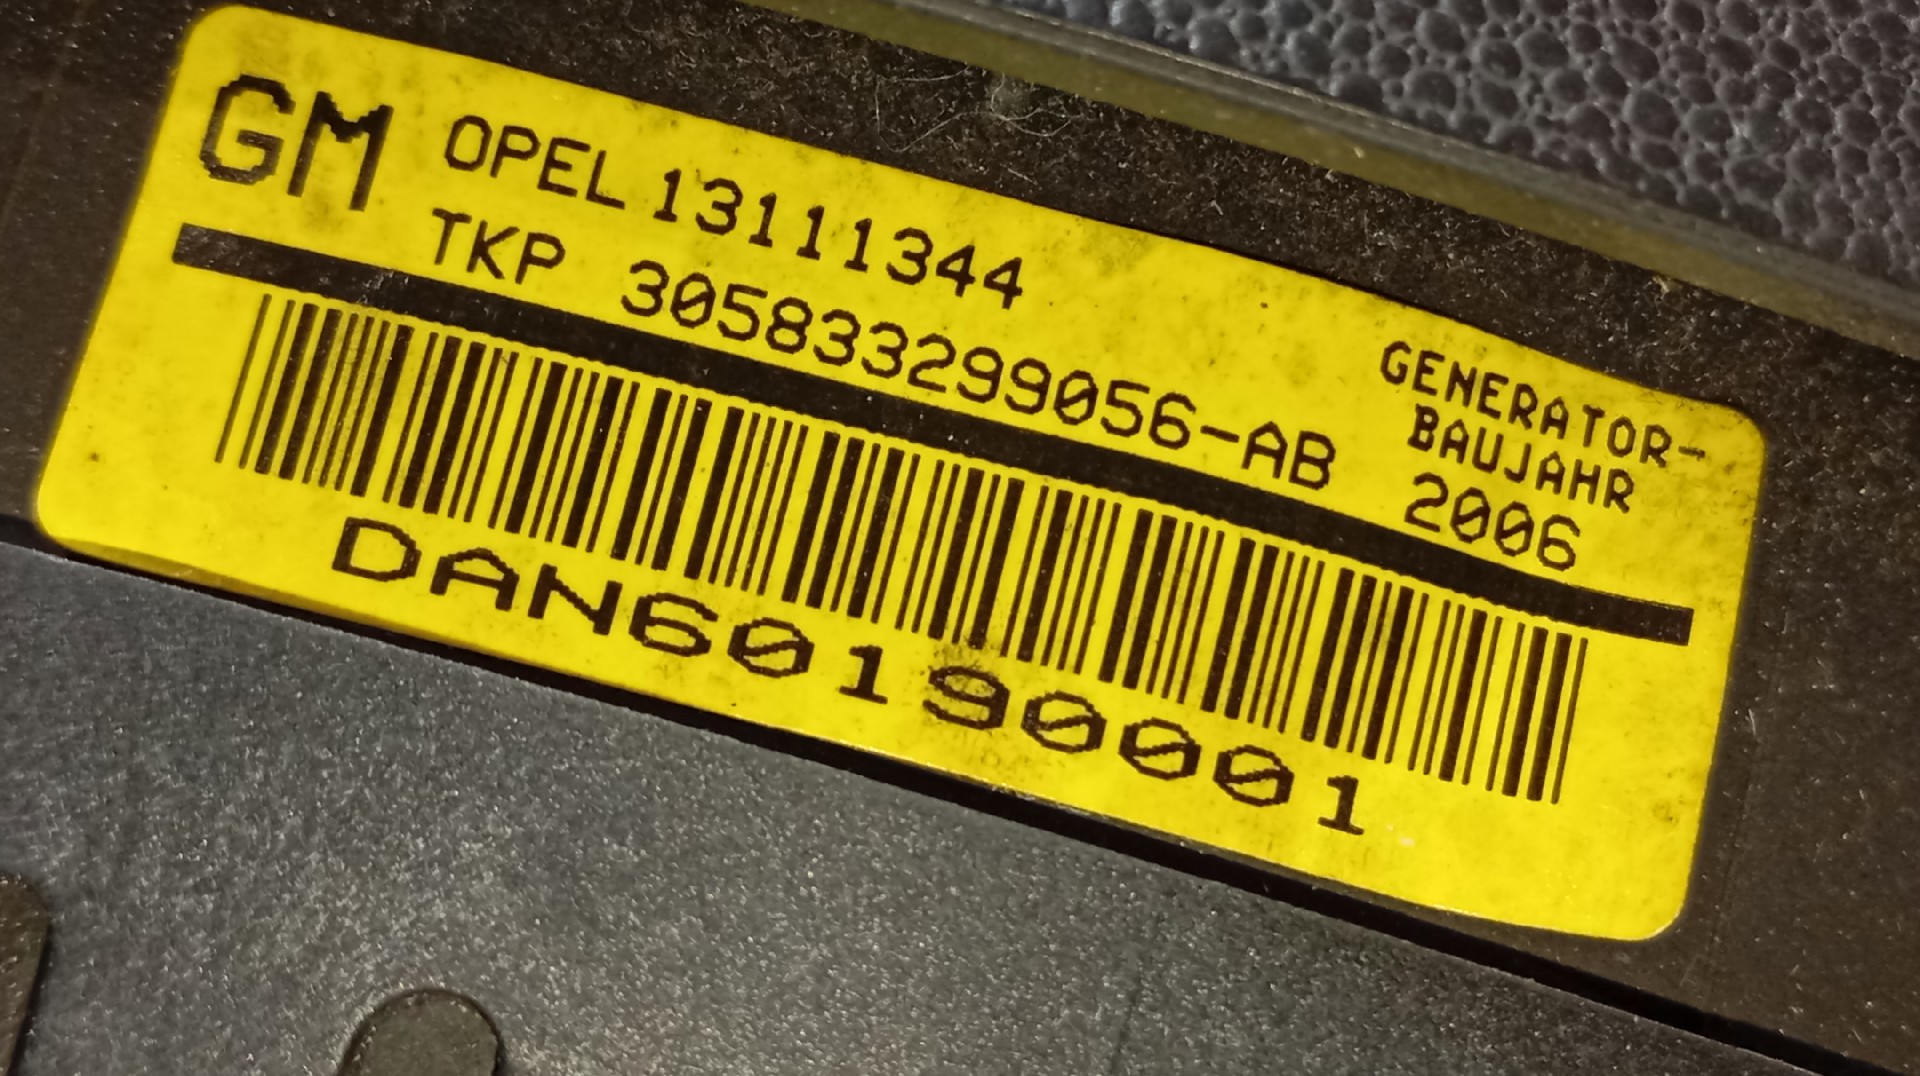 GM OPEL 13111344
TKP 305833299056-AB
GENERATOR-
BAUJAHR
2006
DAN60190001